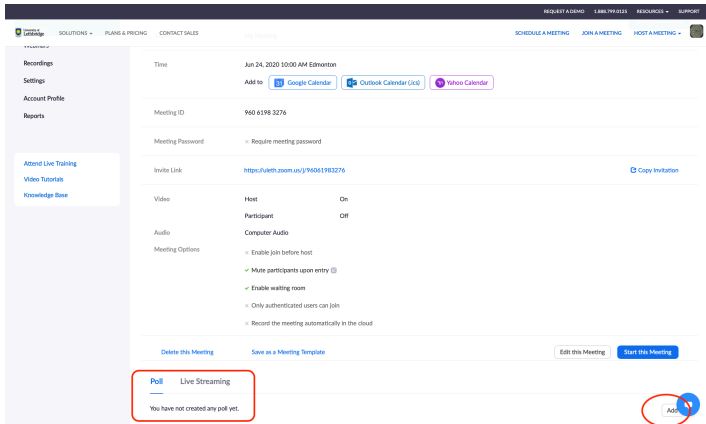 REQUEST A DEMO 1.888.799.0125 RESOURCES SUPPORT
University of Lethbridge SOLUTIONS PLANS & PRICING CONTACT SALES SCHEDULE A MEETING JOIN A MEETING HOST A MEETING
Webinars
Recordings
Settings
Account Profile
Reports
Attend Live Training
Video Tutorials
Knowledge Base
Time Jun 24, 2020 10:00 AM Edmonton
Add to Google Calendar Outlook Calendar (.ics) Yahoo Calendar
Meeting ID 960 6198 3276
Meeting Password × Require meeting password
Invite Link https://uleth.zoom.us/j/96061983276 Copy Invitation
Video Host On
Participant Off
Audio Computer Audio
Meeting Options × Enable join before host
✓ Mute participants upon entry
✓ Enable waiting room
× Only authenticated users can join
× Record the meeting automatically in the cloud
Delete this Meeting Save as a Meeting Template Edit this Meeting Start this Meeting
Poll Live Streaming
You have not created any poll yet. Add